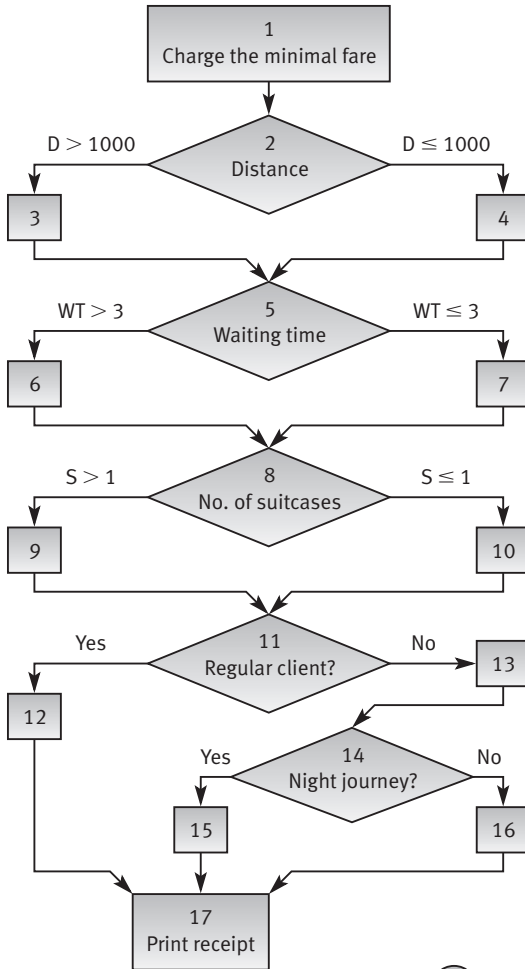 1
Charge the minimal fare
D > 1000
2
Distance
D ≤ 1000
3
4
WT > 3
5
Waiting time
WT ≤ 3
6
7
S > 1
8
No. of suitcases
S ≤ 1
9
10
Yes
11
Regular client?
No
13
12
Yes
14
Night journey?
No
15
16
17
Print receipt